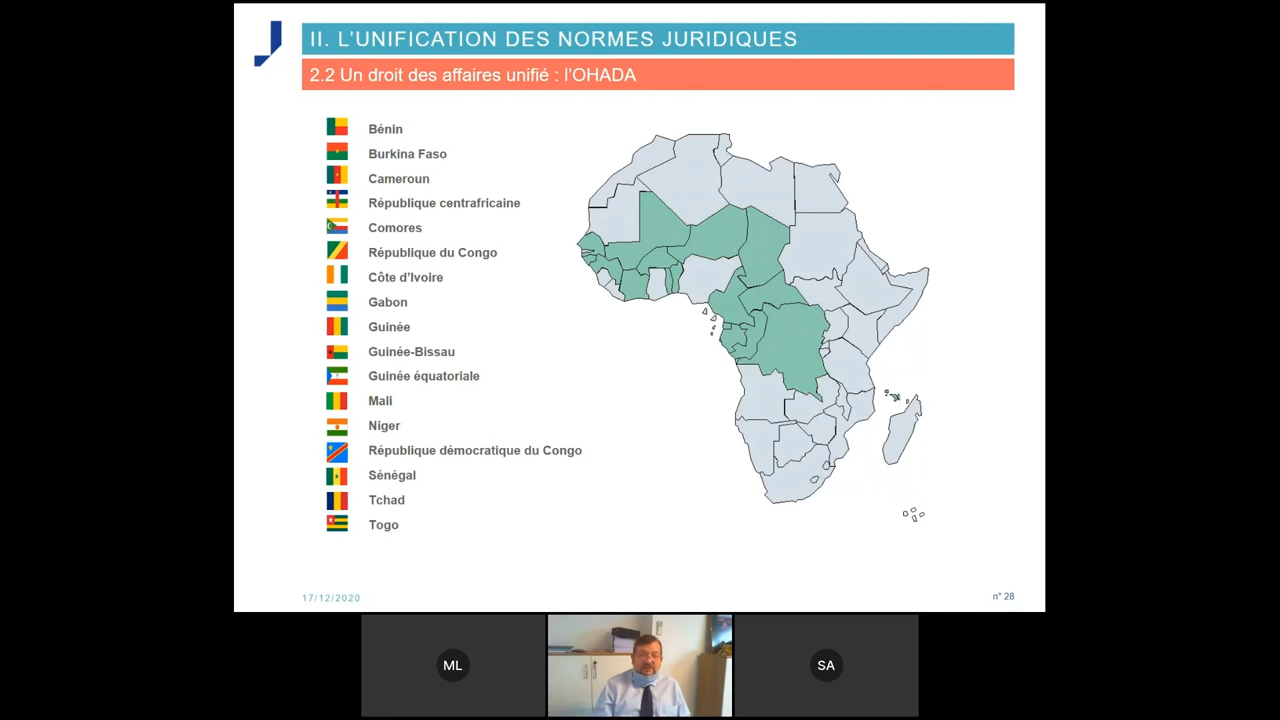 II. L'UNIFICATION DES NORMES JURIDIQUES
2.2 Un droit des affaires unifié : l'OHADA
Bénin
Burkina Faso
Cameroun
République centrafricaine
Comores
République du Congo
Côte d'Ivoire
Gabon
Guinée
Guinée-Bissau
Guinée équatoriale
Mali
Niger
République démocratique du Congo
Sénégal
Tchad
Togo
17/12/2020
n° 28
ML
SA